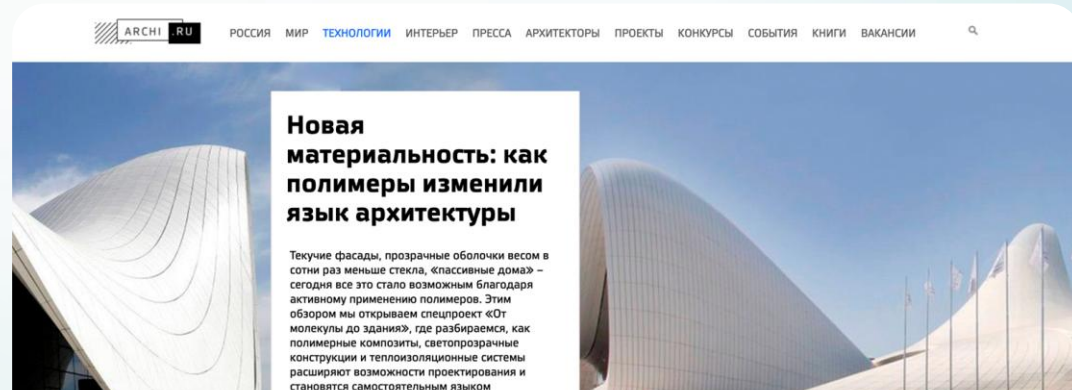 ARCHI .RU
РОССИЯ МИР ТЕХНОЛОГИИ ИНТЕРЬЕР ПРЕССА АРХИТЕКТОРЫ ПРОЕКТЫ КОНКУРСЫ СОБЫТИЯ КНИГИ ВАКАНСИИ
Новая
материальность: как
полимеры изменили
язык архитектуры
Текучие фасады, прозрачные оболочки весом в
сотни раз меньше стекла, «пассивные дома» –
сегодня все это стало возможным благодаря
активному применению полимеров. Этим
обзором мы открываем спецпроект «От
молекулы до здания», где разбираемся, как
полимерные композиты, светопрозрачные
конструкции и теплоизоляционные системы
расширяют возможности проектирования и
становятся самостоятельным языком